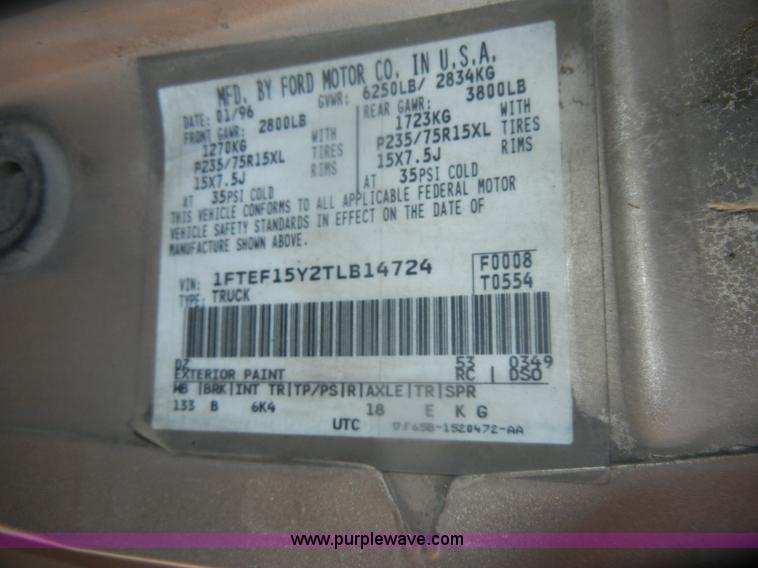 MFD. BY FORD MOTOR CO. IN U.S.A.
DATE: 01/96 GVWR: 6250LB/ 2834KG
FRONT GAWR: 2800LB REAR GAWR: 3800LB
1270KG WITH 1723KG WITH
P235/75R15XL TIRES P235/75R15XL TIRES
15X7.5J RIMS 15X7.5J RIMS
AT 35PSI COLD AT 35PSI COLD
THIS VEHICLE CONFORMS TO ALL APPLICABLE FEDERAL MOTOR
VEHICLE SAFETY STANDARDS IN EFFECT ON THE DATE OF
MANUFACTURE SHOWN ABOVE.
VIN: 1FTEF15Y2TLB14724 F0008
TYPE: TRUCK T0554
DZ 53 0349
EXTERIOR PAINT RC DSO
WB |BRK|INT TR|TP/PS|R|AXLE|TR|SPR
133 B 6K4 18 E K G
UTC F65B-1520472-AA
www.purplewave.com